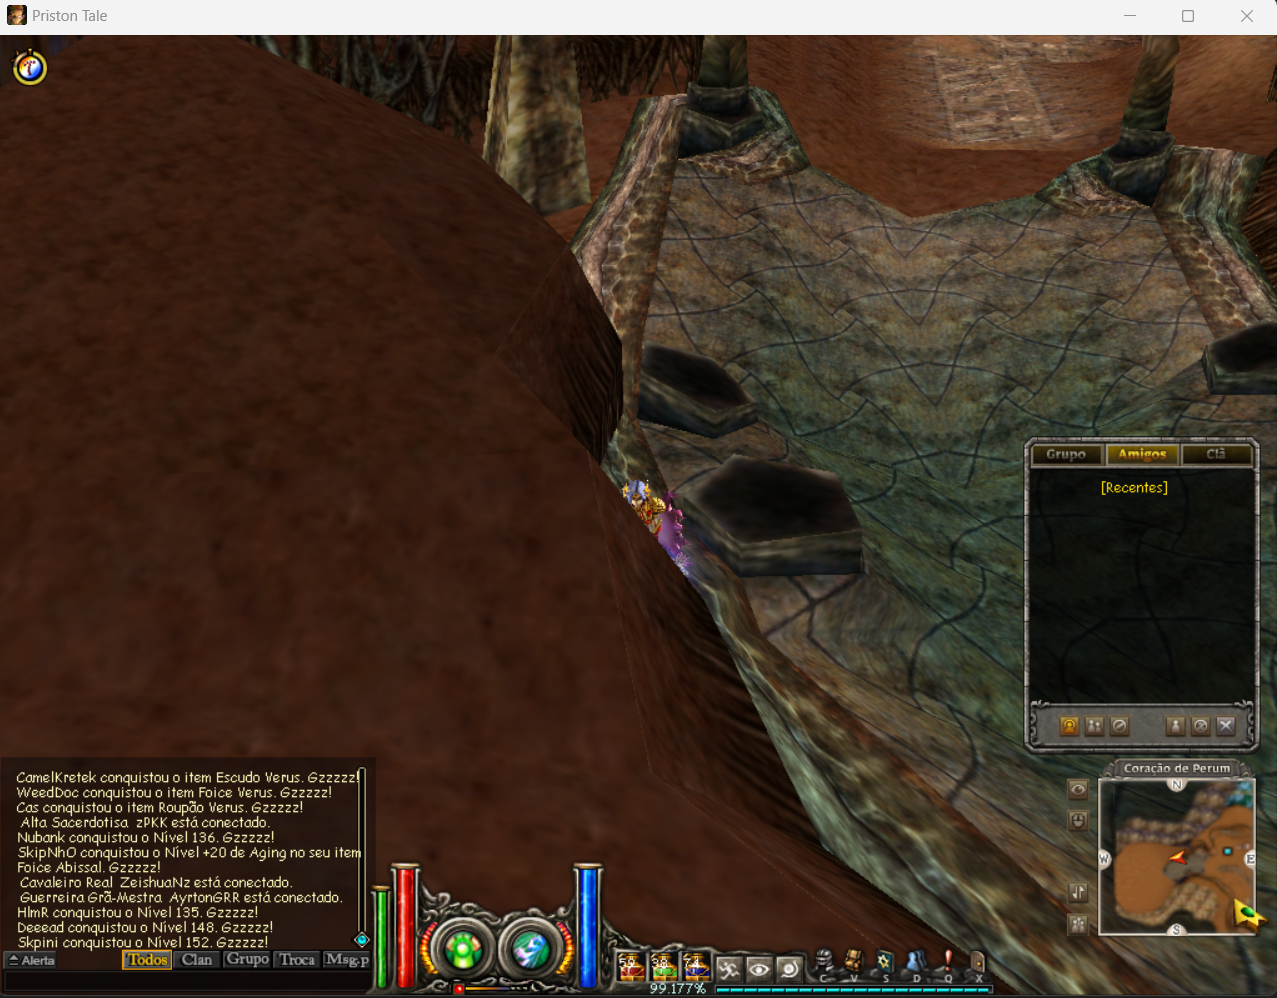 Priston Tale
Grupo Amigos Clã
[Recentes]
Coração de Perum
N
W
E
S
CamelKretek conquistou o item Escudo Verus. Gzzzzz!
WeedDoc conquistou o item Foice Verus. Gzzzzz!
Cas conquistou o item Roupão Verus. Gzzzzz!
Alta Sacerdotisa zPKK está conectado.
Nubank conquistou o Nível 136. Gzzzzz!
SkipNhO conquistou o Nível +20 de Aging no seu item
Foice Abissal. Gzzzzz!
Cavaleiro Real ZeishuaNz está conectado.
Guerreira Grã-Mestra AyrtonGRR está conectado.
HlmR conquistou o Nível 135. Gzzzzz!
Deeead conquistou o Nível 148. Gzzzzz!
Skpini conquistou o Nível 152. Gzzzzz!
Alerta Todos Clan Grupo Troca Msg.p
C V S D Q X
99.177%